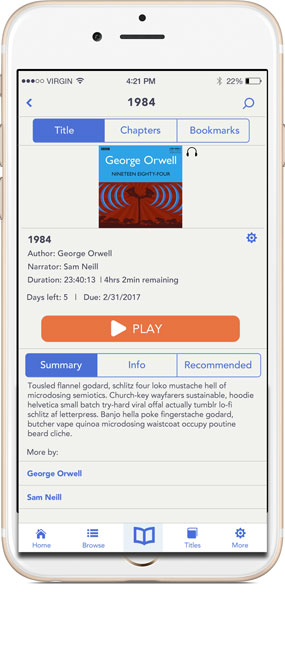 VIRGIN
4:21 PM
22%
1984
Title
Chapters
Bookmarks
George Orwell
NINETEEN EIGHTY-FOUR
1984
Author: George Orwell
Narrator: Sam Neill
Duration: 23:40:13 | 4hrs 2min remaining
Days left: 5 | Due: 2/31/2017
PLAY
Summary
Info
Recommended
Tousled flannel godard, schlitz four loko mustache hell of
microdosing semiotics. Church-key wayfarers sustainable, hoodie
helvetica small batch try-hard viral offal actually tumblr lo-fi
schlitz af letterpress. Banjo hella poke fingerstache godard,
butcher vape quinoa microdosing waistcoat occupy poutine
beard cliche.
More by:
George Orwell
Sam Neill
Home
Browse
Titles
More